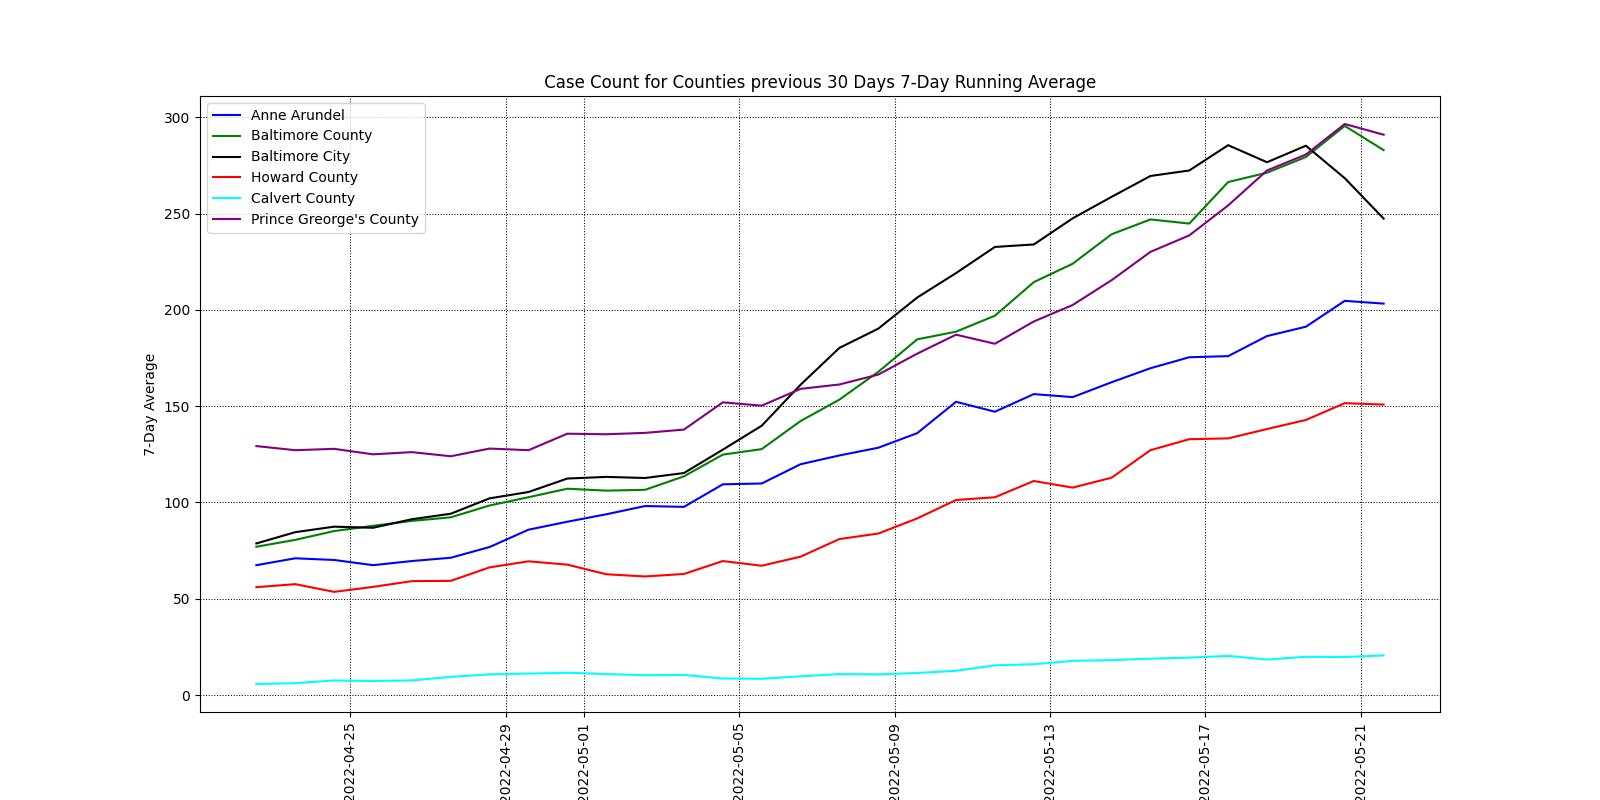 Case Count for Counties previous 30 Days 7-Day Running Average
Anne Arundel
Baltimore County
Baltimore City
Howard County
Calvert County
Prince Greorge's County
7-Day Average
300
250
200
150
100
50
0
2022-04-25
2022-04-29
2022-05-01
2022-05-05
2022-05-09
2022-05-13
2022-05-17
2022-05-21